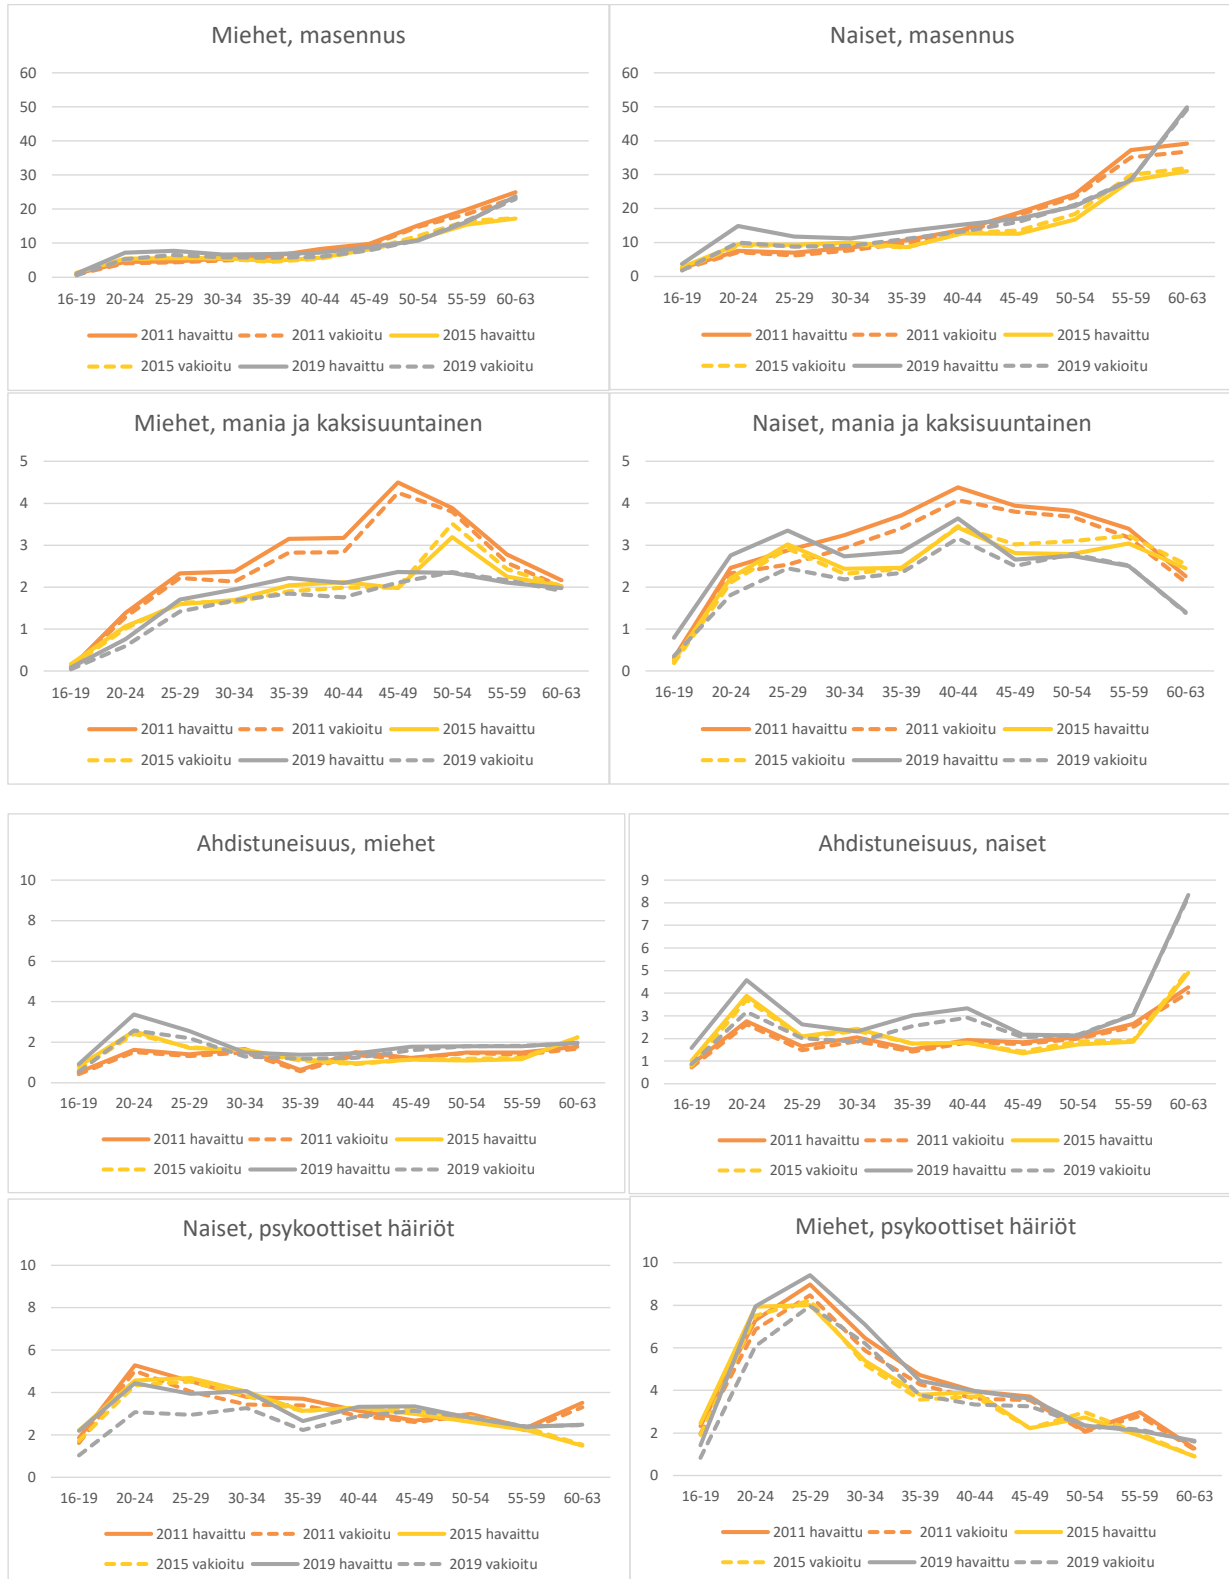 Miehet, masennus
60
50
40
30
20
10
0
16-19 20-24 25-29 30-34 35-39 40-44 45-49 50-54 55-59 60-63
2011 havaittu 2011 vakioitu 2015 havaittu
2015 vakioitu 2019 havaittu 2019 vakioitu
Naiset, masennus
60
50
40
30
20
10
0
16-19 20-24 25-29 30-34 35-39 40-44 45-49 50-54 55-59 60-63
2011 havaittu 2011 vakioitu 2015 havaittu
2015 vakioitu 2019 havaittu 2019 vakioitu
Miehet, mania ja kaksisuuntainen
5
4
3
2
1
0
16-19 20-24 25-29 30-34 35-39 40-44 45-49 50-54 55-59 60-63
2011 havaittu 2011 vakioitu 2015 havaittu
2015 vakioitu 2019 havaittu 2019 vakioitu
Naiset, mania ja kaksisuuntainen
5
4
3
2
1
0
16-19 20-24 25-29 30-34 35-39 40-44 45-49 50-54 55-59 60-63
2011 havaittu 2011 vakioitu 2015 havaittu
2015 vakioitu 2019 havaittu 2019 vakioitu
Ahdistuneisuus, miehet
10
8
6
4
2
0
16-19 20-24 25-29 30-34 35-39 40-44 45-49 50-54 55-59 60-63
2011 havaittu 2011 vakioitu 2015 havaittu
2015 vakioitu 2019 havaittu 2019 vakioitu
Ahdistuneisuus, naiset
9
8
7
6
5
4
3
2
1
0
16-19 20-24 25-29 30-34 35-39 40-44 45-49 50-54 55-59 60-63
2011 havaittu 2011 vakioitu 2015 havaittu
2015 vakioitu 2019 havaittu 2019 vakioitu
Naiset, psykoottiset häiriöt
10
8
6
4
2
0
16-19 20-24 25-29 30-34 35-39 40-44 45-49 50-54 55-59 60-63
2011 havaittu 2011 vakioitu 2015 havaittu
2015 vakioitu 2019 havaittu 2019 vakioitu
Miehet, psykoottiset häiriöt
10
8
6
4
2
0
16-19 20-24 25-29 30-34 35-39 40-44 45-49 50-54 55-59 60-63
2011 havaittu 2011 vakioitu 2015 havaittu
2015 vakioitu 2019 havaittu 2019 vakioitu